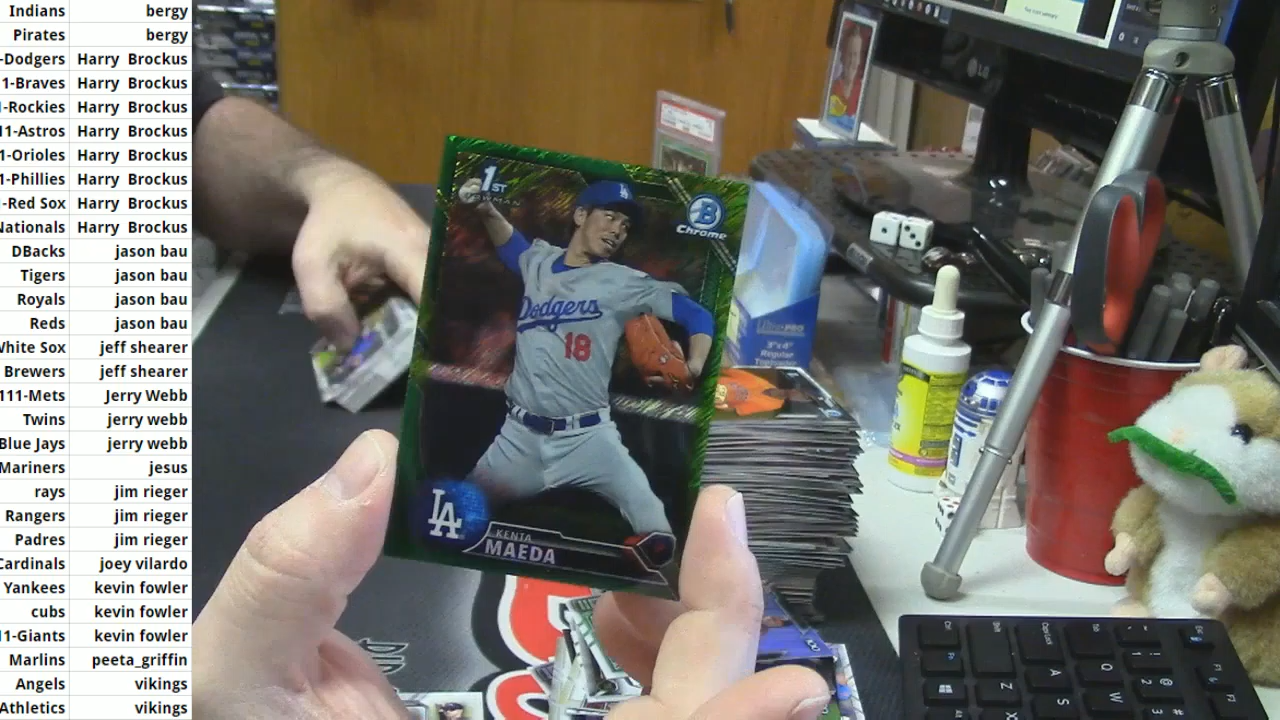 Indians bergy
Pirates bergy
-Dodgers Harry Brockus
1-Braves Harry Brockus
-Rockies Harry Brockus
11-Astros Harry Brockus
1-Orioles Harry Brockus
-Phillies Harry Brockus
-Red Sox Harry Brockus
Nationals Harry Brockus
DBacks jason bau
Tigers jason bau
Royals jason bau
Reds jason bau
White Sox jeff shearer
Brewers jeff shearer
111-Mets Jerry Webb
Twins jerry webb
Blue Jays jerry webb
Mariners jesus
rays jim rieger
Rangers jim rieger
Padres jim rieger
Cardinals joey vilardo
Yankees kevin fowler
cubs kevin fowler
11-Giants kevin fowler
Marlins peeta_griffin
Angels vikings
Athletics vikings
1ST
BOWMAN
B
Chrome
Dodgers
18
LA
KENTA
MAEDA
LG
Ultra PRO
3"x 4"
Regular
Toploader